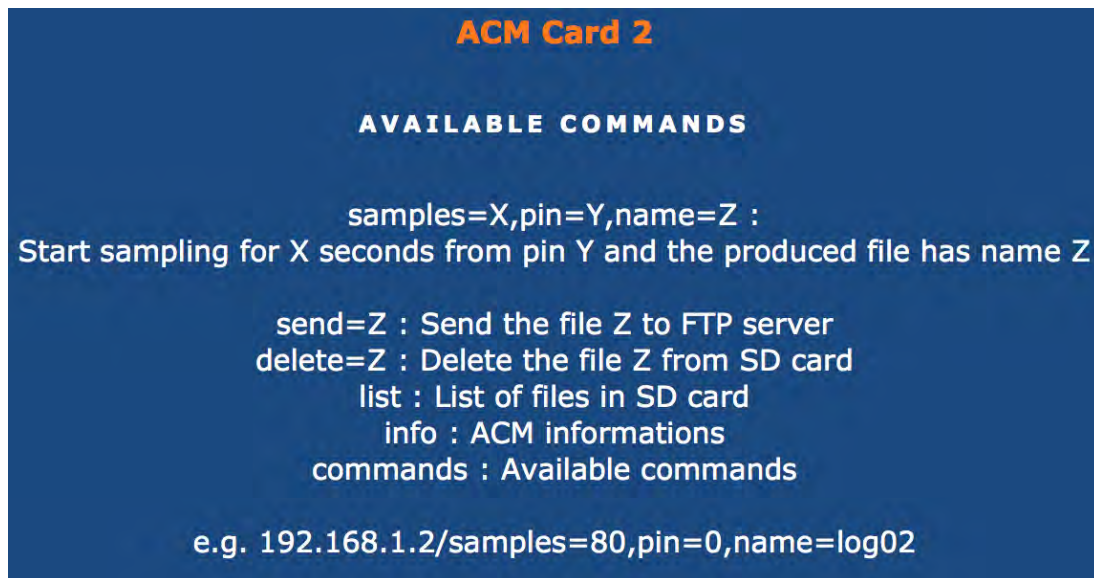 ACM Card 2
AVAILABLE COMMANDS
samples=X,pin=Y,name=Z :
Start sampling for X seconds from pin Y and the produced file has name Z
send=Z : Send the file Z to FTP server
delete=Z : Delete the file Z from SD card
list : List of files in SD card
info : ACM informations
commands : Available commands
e.g. 192.168.1.2/samples=80,pin=0,name=log02